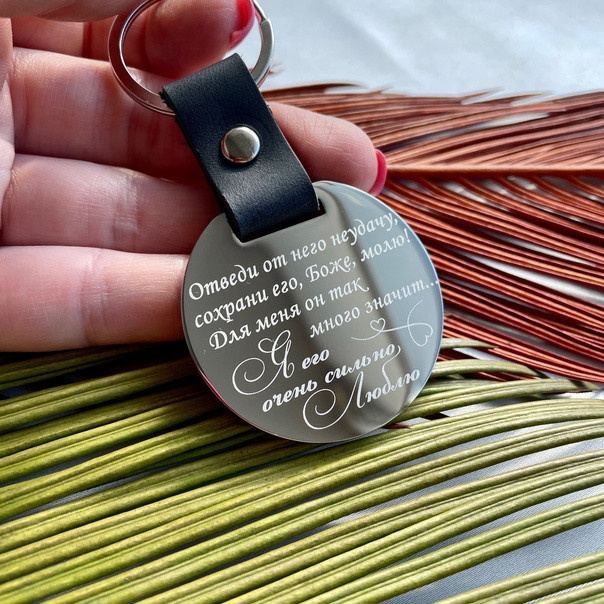 Отведи от него неудачу,
сохрани его, Боже, молю!
Для меня он так
много значит...
Я его
очень сильно
Люблю